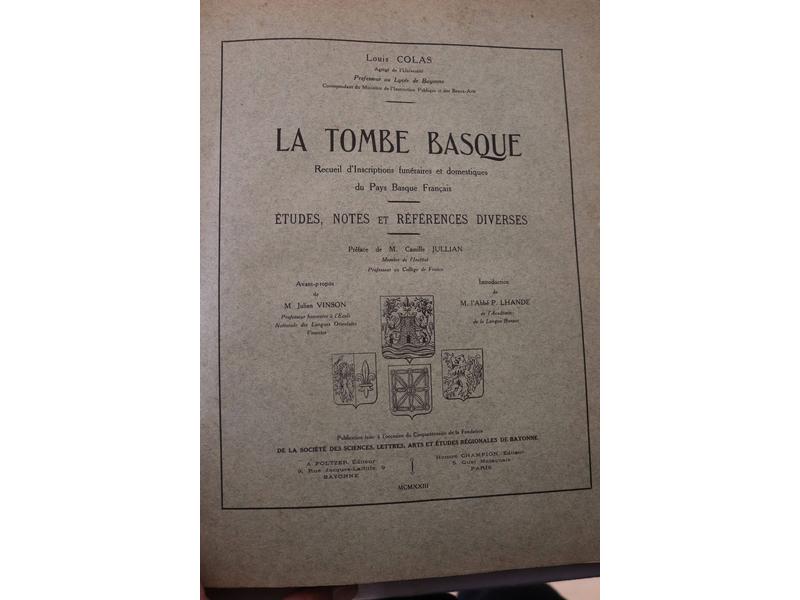 Louis COLAS
Agrégé de l'Université
Professeur au Lycée de Bayonne
Correspondant du Ministère de l'Instruction Publique et des Beaux-Arts
LA TOMBE BASQUE
Recueil d'Inscriptions funéraires et domestiques
du Pays Basque Français
ÉTUDES, NOTES ET RÉFÉRENCES DIVERSES
Préface de M. Camille JULLIAN
Membre de l'Institut
Professeur au Collège de France
Avant-propos
de
M. Julien VINSON
Professeur honoraire à l'École
Nationale des Langues Orientales
Vivantes
Introduction
de
M. l'Abbé P. LHANDE
de l'Académie
de la Langue Basque
Publication faite à l'occasion du Cinquantenaire de la Fondation
DE LA SOCIÉTÉ DES SCIENCES, LETTRES, ARTS ET ÉTUDES RÉGIONALES DE BAYONNE
A. FOLTZER, Éditeur
9, Rue Jacques-Laffitte, 9
BAYONNE
Honoré CHAMPION, Éditeur
5, Quai Malaquais
PARIS
MCMXXIII